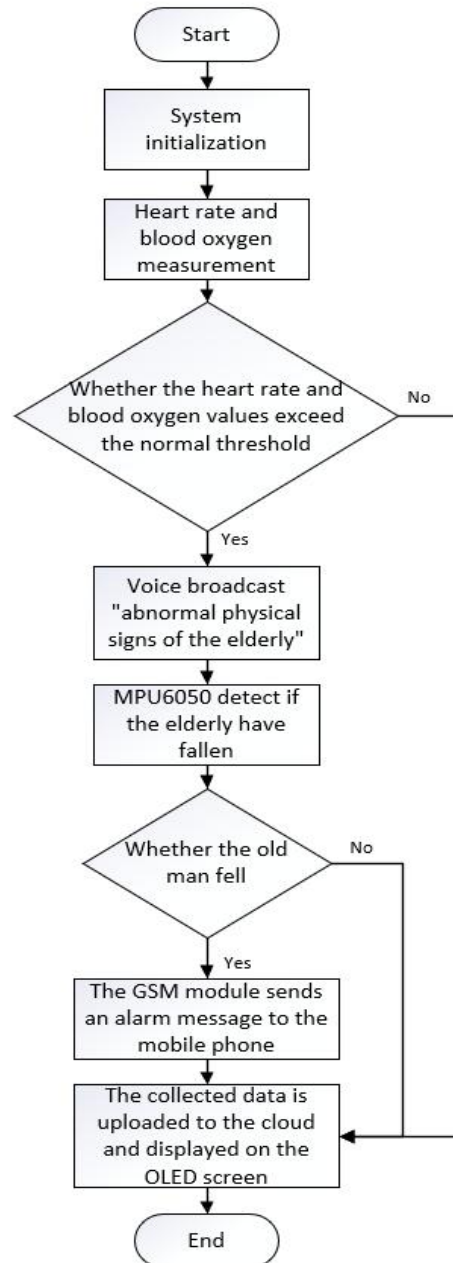 Start
System
initialization
Heart rate and
blood oxygen
measurement
Whether the heart rate and
blood oxygen values exceed
the normal threshold
No
Yes
Voice broadcast
"abnormal physical
signs of the elderly"
MPU6050 detect if
the elderly have
fallen
Whether the old
man fell
No
Yes
The GSM module sends
an alarm message to the
mobile phone
The collected data is
uploaded to the cloud
and displayed on the
OLED screen
End